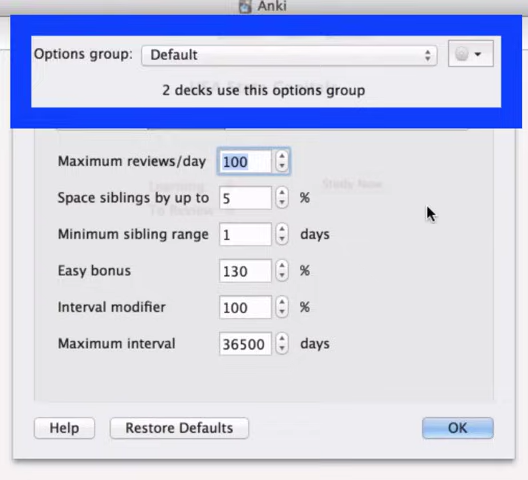 Anki
Options group: Default
2 decks use this options group
Maximum reviews/day 100
Space siblings by up to 5 %
Minimum sibling range 1 days
Easy bonus 130 %
Interval modifier 100 %
Maximum interval 36500 days
Study Now
Help Restore Defaults OK